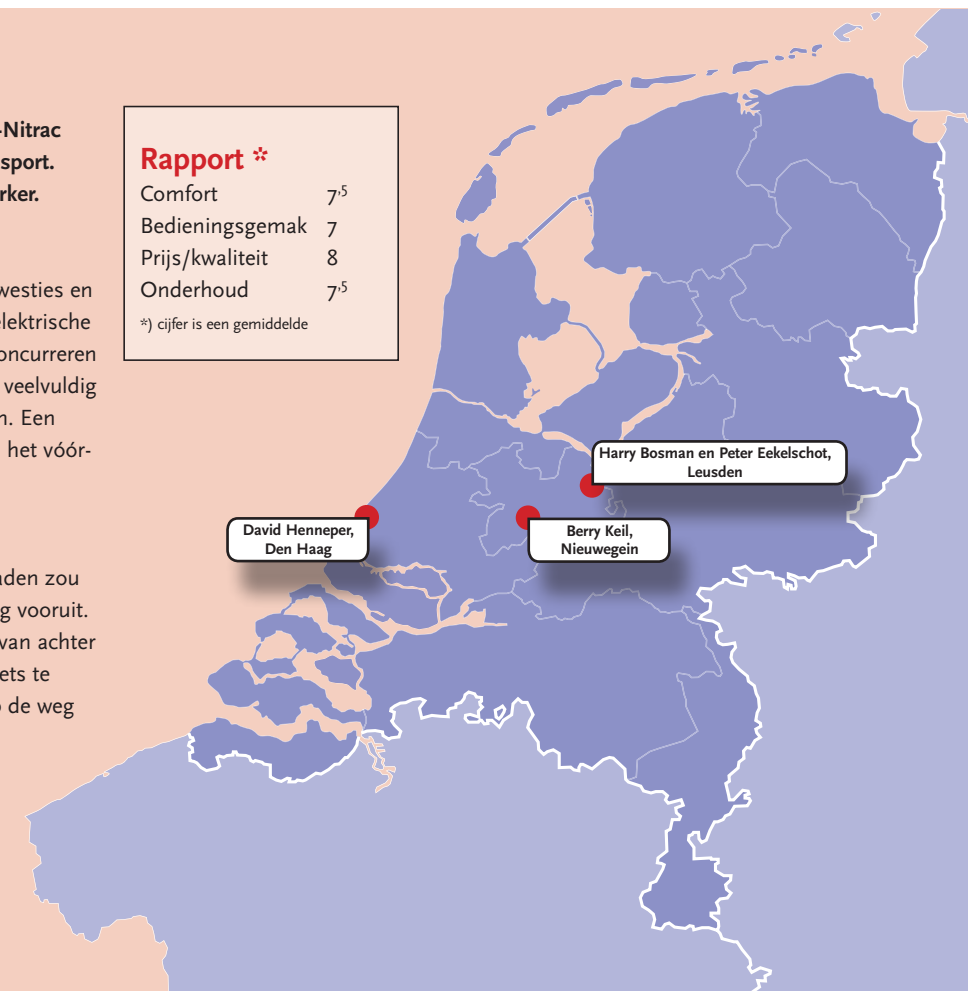 -Nitrac
sport.
rker.
westies en
elektrische
oncurreren
veelvuldig
n. Een
het vóór-
aden zou
g vooruit.
van achter
ets te
de weg
Rapport *
Comfort 7,5
Bedieningsgemak 7
Prijs/kwaliteit 8
Onderhoud 7,5
*) cijfer is een gemiddelde
Harry Bosman en Peter Eekelschot,
Leusden
David Henneper,
Den Haag
Berry Keil,
Nieuwegein